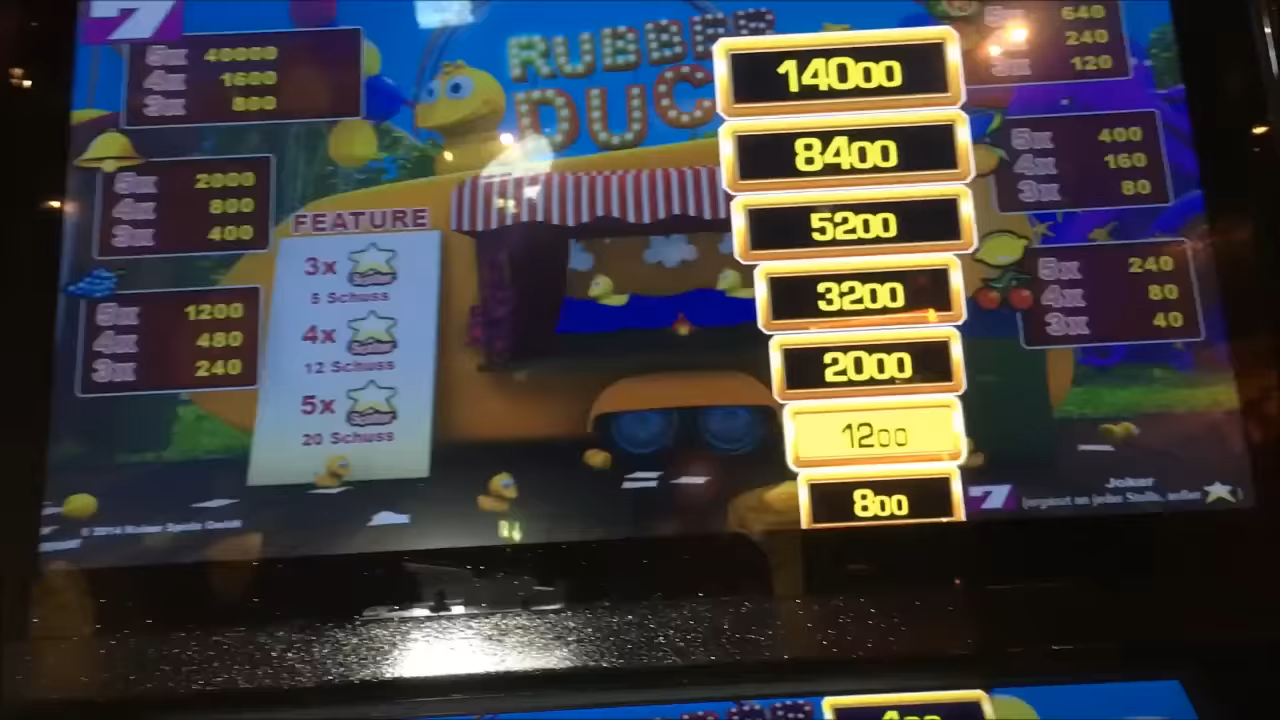 7
5x 40000
4x 1600
3x 800
5x 2000
4x 800
3x 400
5x 1200
4x 480
3x 240
RUBBER
DUC
FEATURE
3x
5 Schuss
4x
12 Schuss
5x
20 Schuss
14000
8400
5200
3200
2000
1200
800
5x 640
240
3x 120
5x 400
4x 160
3x 80
5x 240
4x 80
3x 40
7
Joker
400